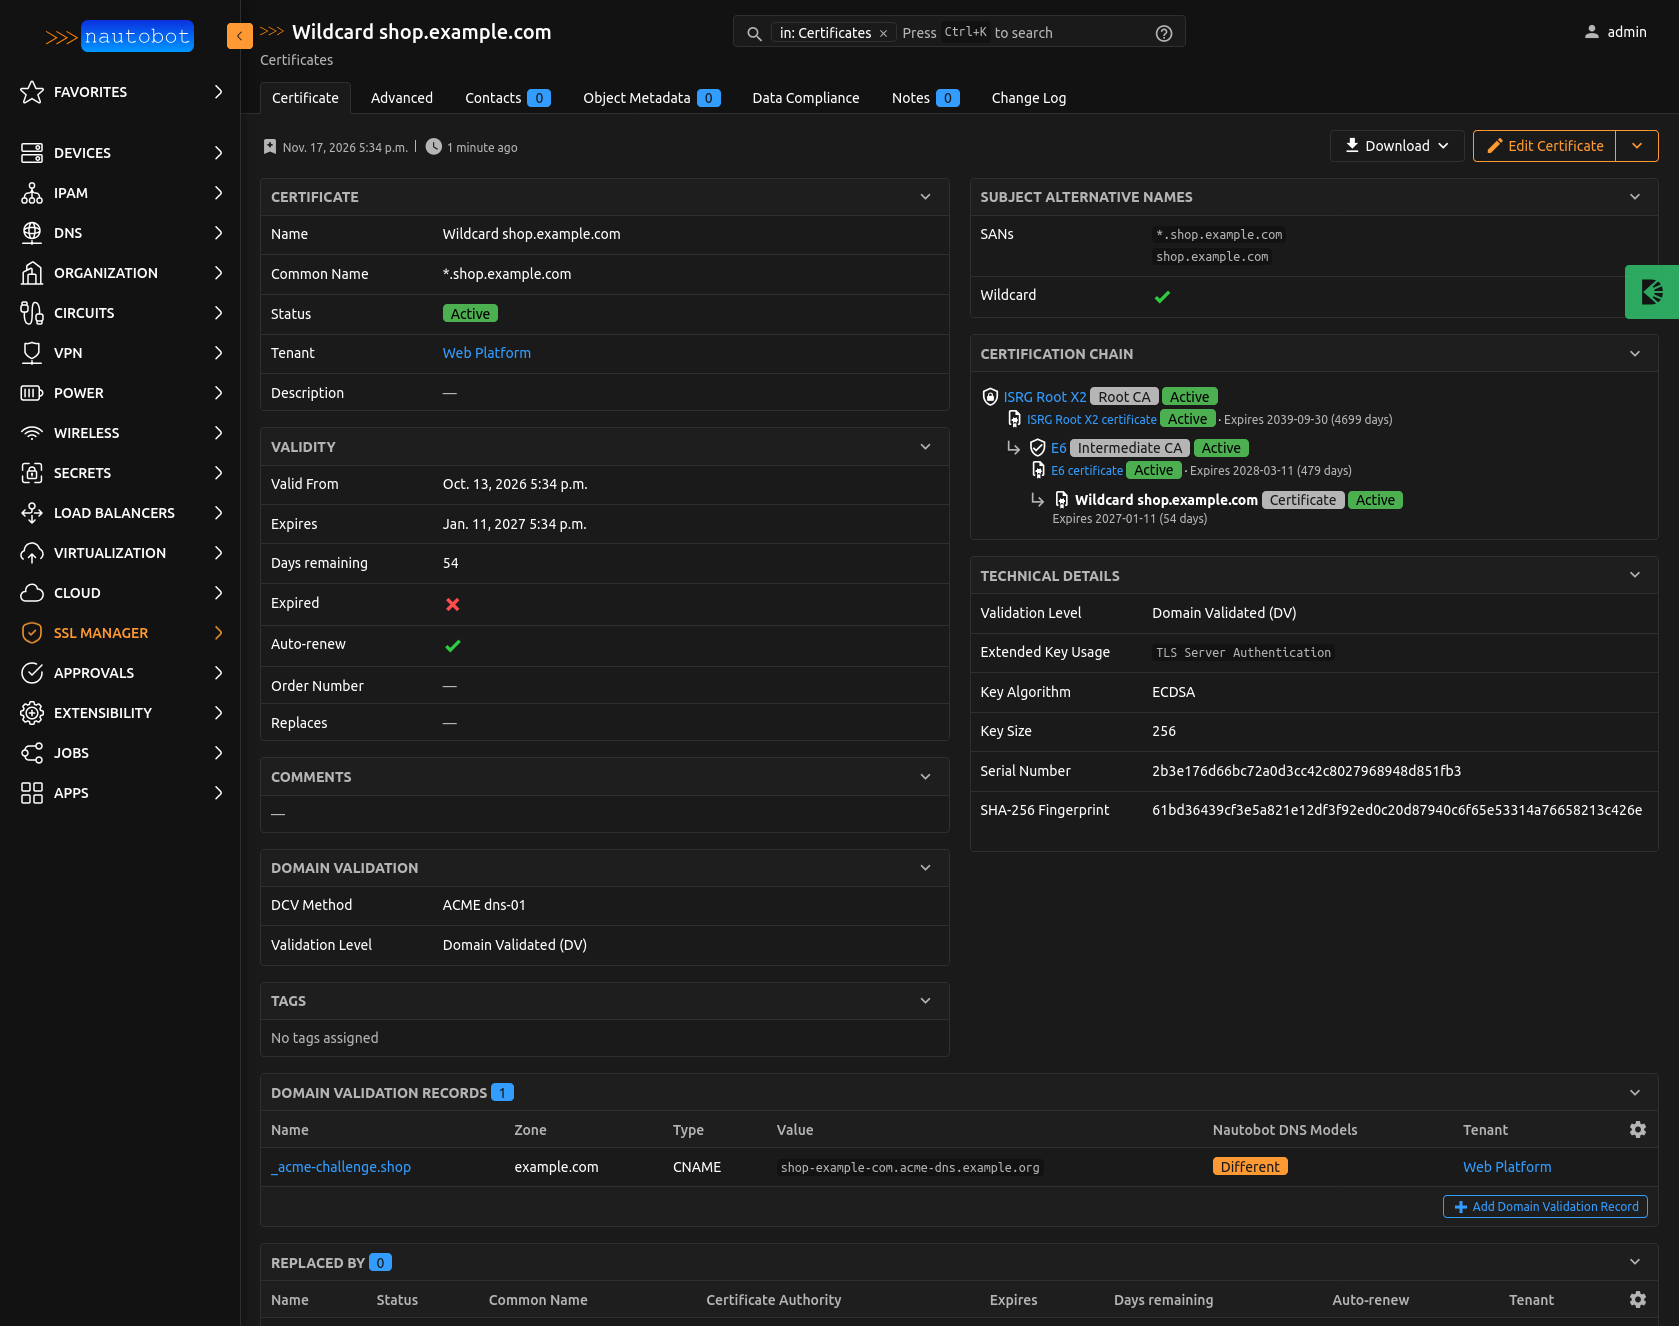 nautobot
FAVORITES
DEVICES
IPAM
DNS
ORGANIZATION
CIRCUITS
VPN
POWER
WIRELESS
SECRETS
LOAD BALANCERS
VIRTUALIZATION
CLOUD
SSL MANAGER
APPROVALS
EXTENSIBILITY
JOBS
APPS
>>> Wildcard shop.example.com
Certificates
in: Certificates × Press Ctrl+K to search
admin
Certificate
Advanced
Contacts 0
Object Metadata 0
Data Compliance
Notes 0
Change Log
Nov. 17, 2026 5:34 p.m. | 1 minute ago
Download
Edit Certificate
CERTIFICATE
Name Wildcard shop.example.com
Common Name *.shop.example.com
Status Active
Tenant Web Platform
Description —
VALIDITY
Valid From Oct. 13, 2026 5:34 p.m.
Expires Jan. 11, 2027 5:34 p.m.
Days remaining 54
Expired
Auto-renew
Order Number —
Replaces —
COMMENTS
—
DOMAIN VALIDATION
DCV Method ACME dns-01
Validation Level Domain Validated (DV)
TAGS
No tags assigned
SUBJECT ALTERNATIVE NAMES
SANs *.shop.example.com
shop.example.com
Wildcard
CERTIFICATION CHAIN
ISRG Root X2 Root CA Active
ISRG Root X2 certificate Active · Expires 2039-09-30 (4699 days)
E6 Intermediate CA Active
E6 certificate Active · Expires 2028-03-11 (479 days)
Wildcard shop.example.com Certificate Active
Expires 2027-01-11 (54 days)
TECHNICAL DETAILS
Validation Level Domain Validated (DV)
Extended Key Usage TLS Server Authentication
Key Algorithm ECDSA
Key Size 256
Serial Number 2b3e176d66bc72a0d3cc42c8027968948d851fb3
SHA-256 Fingerprint 61bd36439cf3e5a821e12df3f92ed0c20d87940c6f65e53314a76658213c426e
DOMAIN VALIDATION RECORDS 1
Name Zone Type Value Nautobot DNS Models Tenant
_acme-challenge.shop example.com CNAME shop-example-com.acme-dns.example.org Different Web Platform
Add Domain Validation Record
REPLACED BY 0
Name Status Common Name Certificate Authority Expires Days remaining Auto-renew Tenant